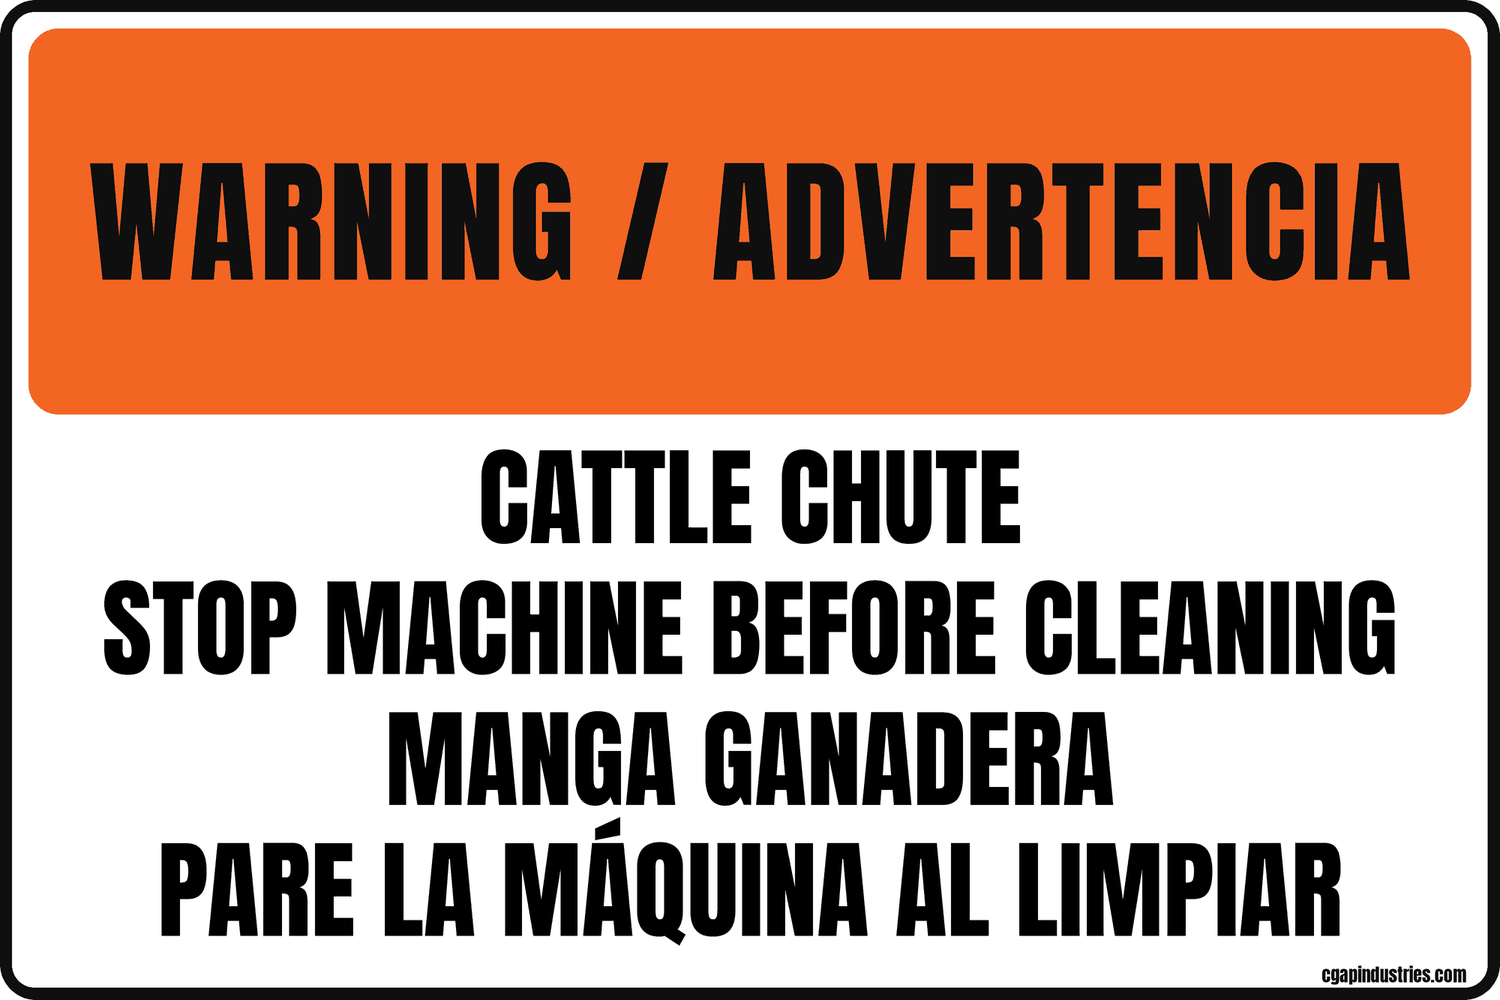 WARNING / ADVERTENCIA
CATTLE CHUTE
STOP MACHINE BEFORE CLEANING
MANGA GANADERA
PARE LA MÁQUINA AL LIMPIAR
cgapindustries.com